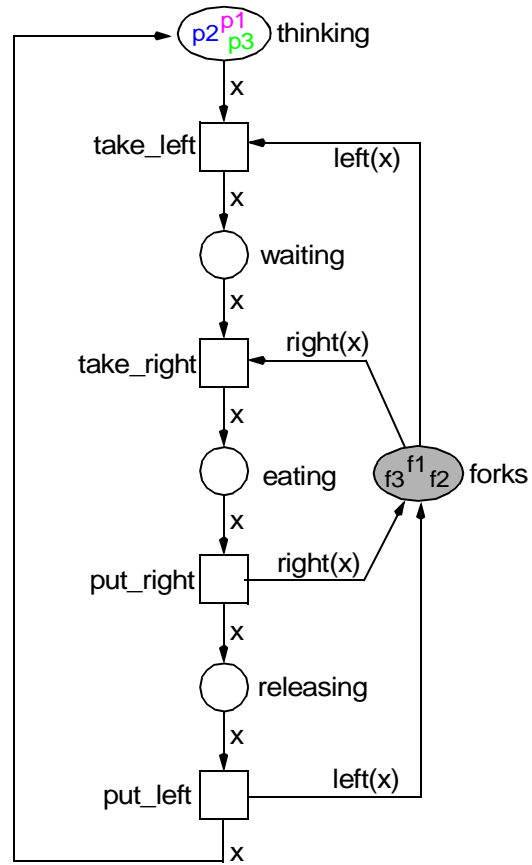 p1
p2
p3
thinking
x
take_left
left(x)
x
waiting
x
right(x)
take_right
x
f1
f3 f2
forks
eating
x
right(x)
put_right
x
releasing
x
left(x)
put_left
x